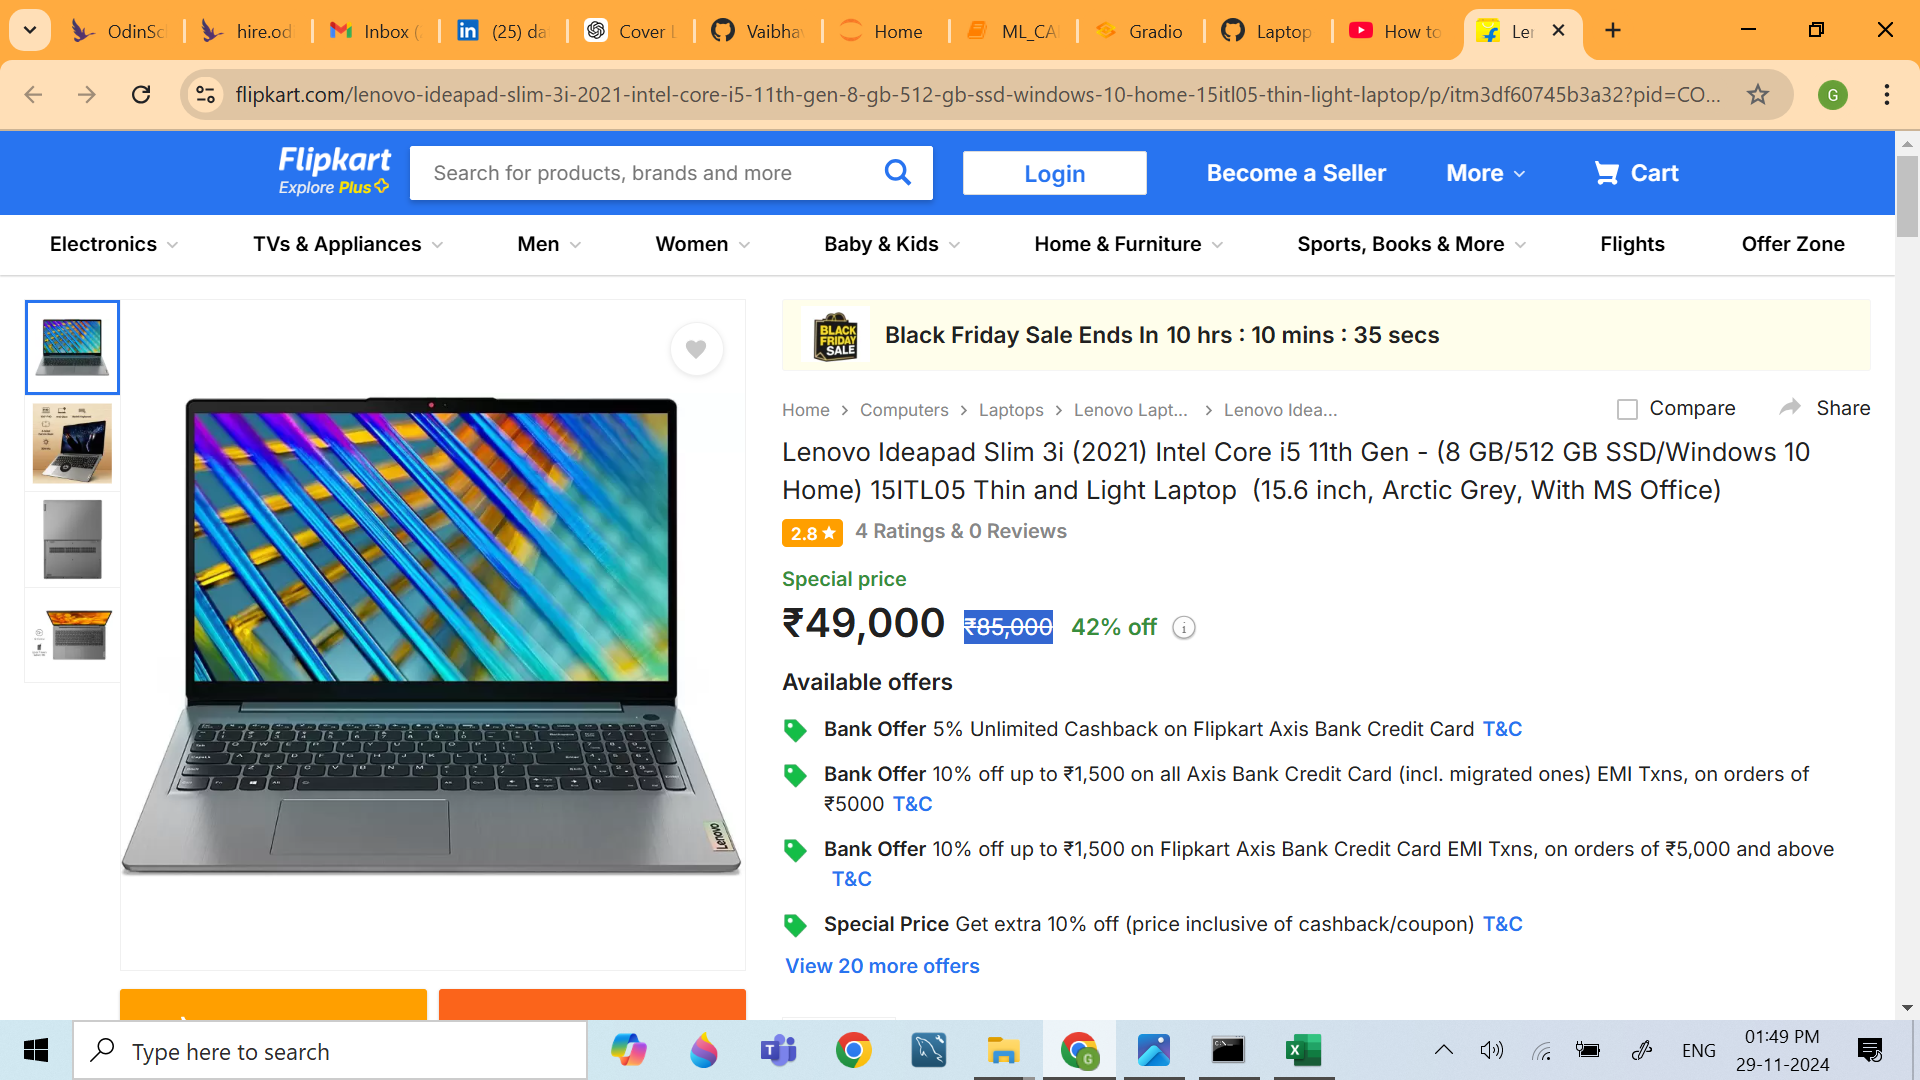 OdinSc
hire.od
Inbox (
(25) da
Cover L
Vaibhav
Home
ML_CA
Gradio
Laptop
How to
Ler
flipkart.com/lenovo-ideapad-slim-3i-2021-intel-core-i5-11th-gen-8-gb-512-gb-ssd-windows-10-home-15itl05-thin-light-laptop/p/itm3df60745b3a32?pid=CO...
G
Flipkart
Explore Plus
Search for products, brands and more
Login
Become a Seller
More
Cart
Electronics
TVs & Appliances
Men
Women
Baby & Kids
Home & Furniture
Sports, Books & More
Flights
Offer Zone
BLACK FRIDAY SALE
Black Friday Sale Ends In 10 hrs : 10 mins : 35 secs
Home > Computers > Laptops > Lenovo Lapt... > Lenovo Idea...
Compare
Share
Lenovo Ideapad Slim 3i (2021) Intel Core i5 11th Gen - (8 GB/512 GB SSD/Windows 10
Home) 15ITL05 Thin and Light Laptop (15.6 inch, Arctic Grey, With MS Office)
2.8★ 4 Ratings & 0 Reviews
Special price
₹49,000 ₹85,000 42% off
Available offers
Bank Offer 5% Unlimited Cashback on Flipkart Axis Bank Credit Card T&C
Bank Offer 10% off up to ₹1,500 on all Axis Bank Credit Card (incl. migrated ones) EMI Txns, on orders of
₹5000 T&C
Bank Offer 10% off up to ₹1,500 on Flipkart Axis Bank Credit Card EMI Txns, on orders of ₹5,000 and above
T&C
Special Price Get extra 10% off (price inclusive of cashback/coupon) T&C
View 20 more offers
Lenovo
Type here to search
ENG
01:49 PM
29-11-2024